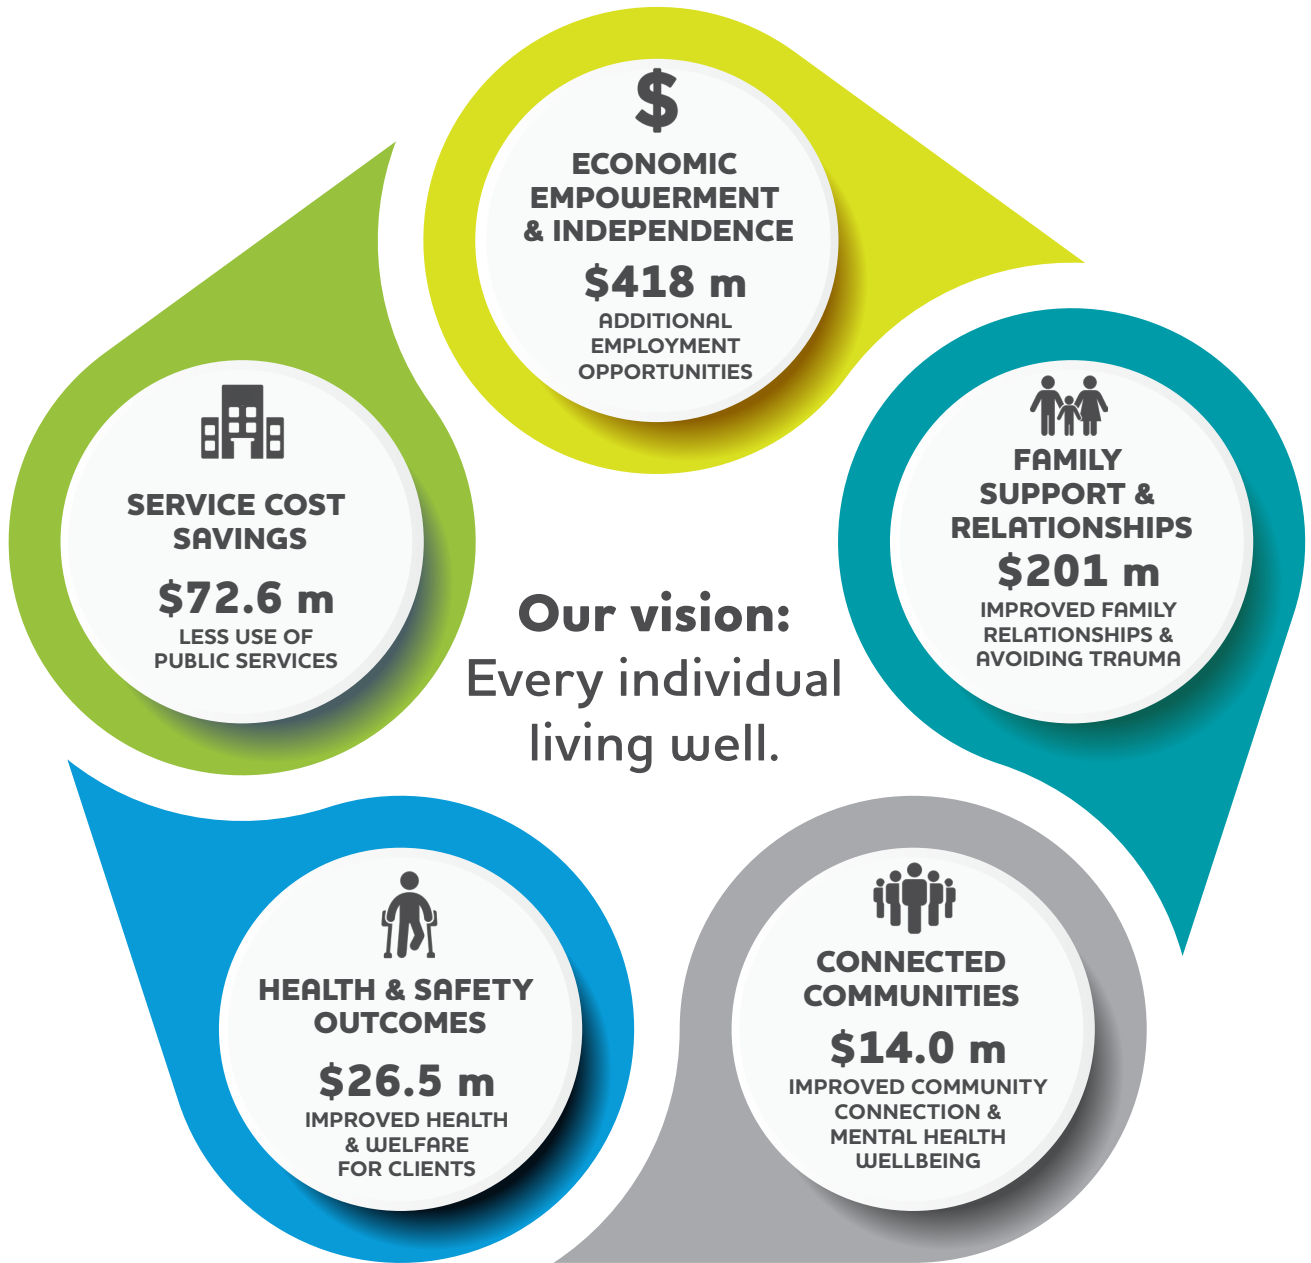 $
ECONOMIC
EMPOWERMENT
& INDEPENDENCE
$418 m
ADDITIONAL
EMPLOYMENT
OPPORTUNITIES
FAMILY
SUPPORT &
RELATIONSHIPS
$201 m
IMPROVED FAMILY
RELATIONSHIPS &
AVOIDING TRAUMA
SERVICE COST
SAVINGS
$72.6 m
LESS USE OF
PUBLIC SERVICES
Our vision:
Every individual
living well.
HEALTH & SAFETY
OUTCOMES
$26.5 m
IMPROVED HEALTH
& WELFARE
FOR CLIENTS
CONNECTED
COMMUNITIES
$14.0 m
IMPROVED COMMUNITY
CONNECTION &
MENTAL HEALTH
WELLBEING